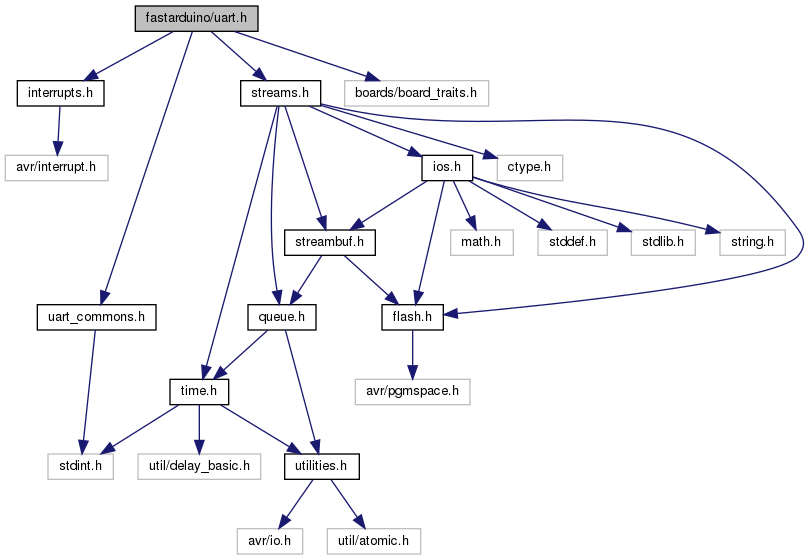 fastarduino/uart.h
interrupts.h
streams.h
boards/board_traits.h
avr/interrupt.h
ios.h
ctype.h
streambuf.h
math.h
stddef.h
stdlib.h
string.h
uart_commons.h
queue.h
flash.h
time.h
avr/pgmspace.h
stdint.h
util/delay_basic.h
utilities.h
avr/io.h
util/atomic.h